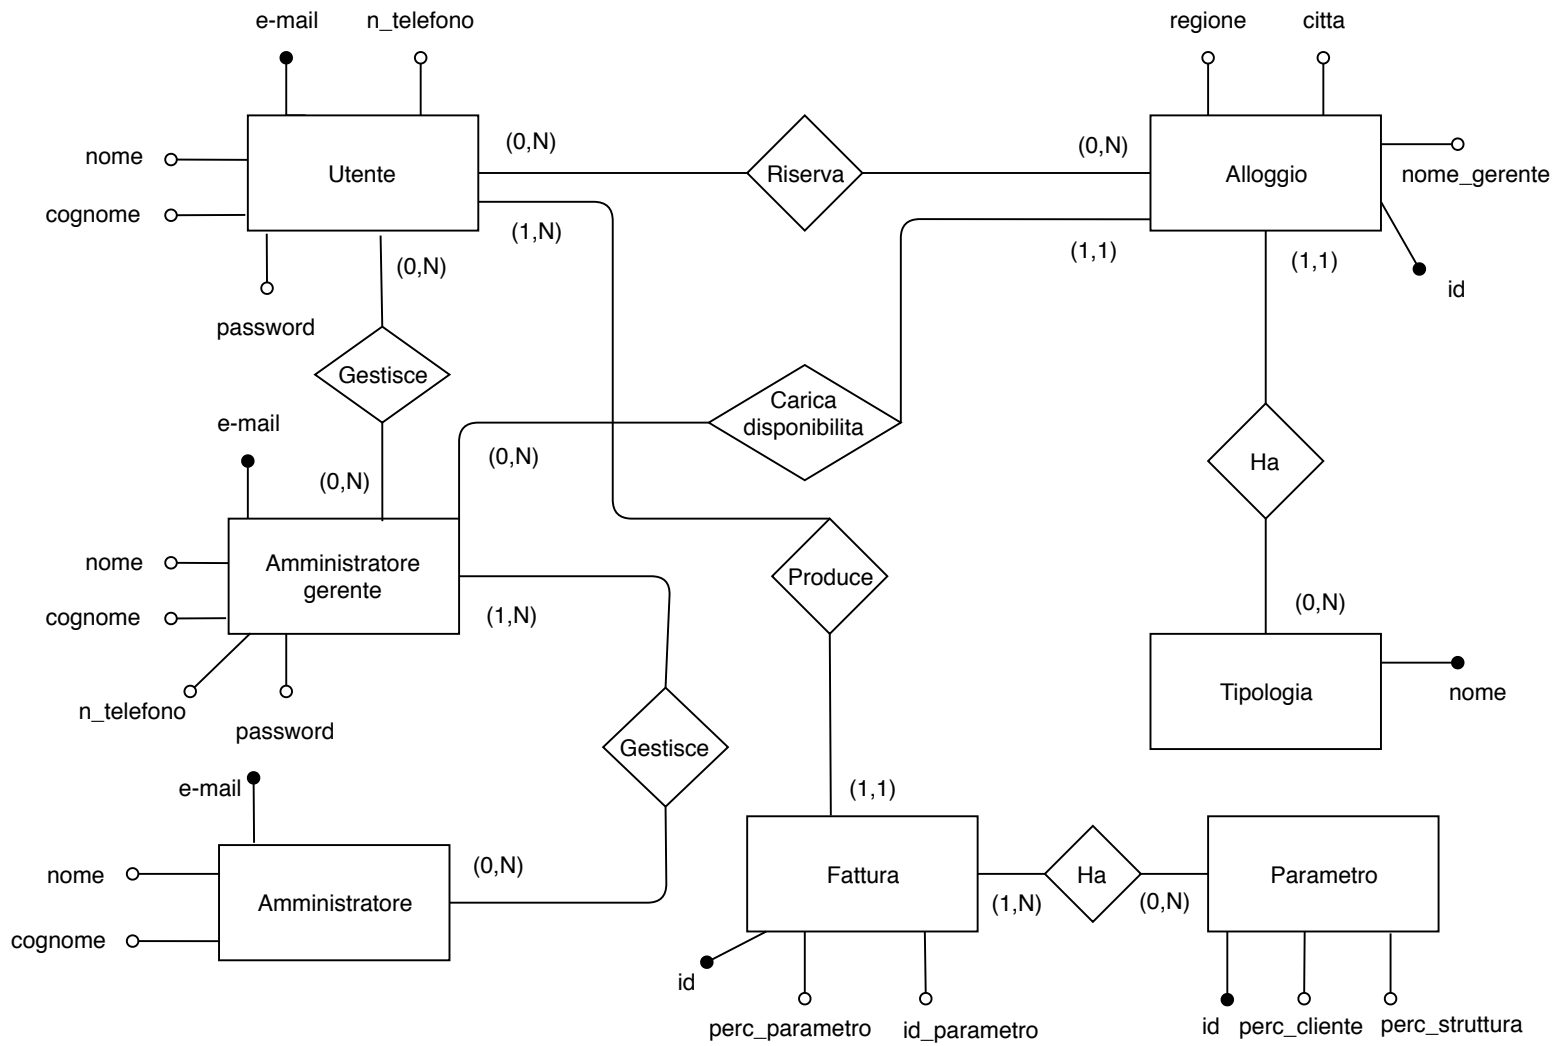 e-mail
n_telefono
regione
citta
nome
Utente
(0,N)
Riserva
(0,N)
Alloggio
nome_gerente
cognome
(1,N)
(1,1)
(1,1)
(0,N)
id
password
Gestisce
Carica
disponibilita
e-mail
(0,N)
(0,N)
Ha
nome
Amministratore
gerente
Produce
cognome
(1,N)
(0,N)
n_telefono
password
Tipologia
nome
Gestisce
e-mail
(1,1)
nome
(0,N)
Amministratore
Fattura
Ha
Parametro
(1,N)
(0,N)
cognome
id
perc_parametro
id_parametro
id
perc_cliente
perc_struttura